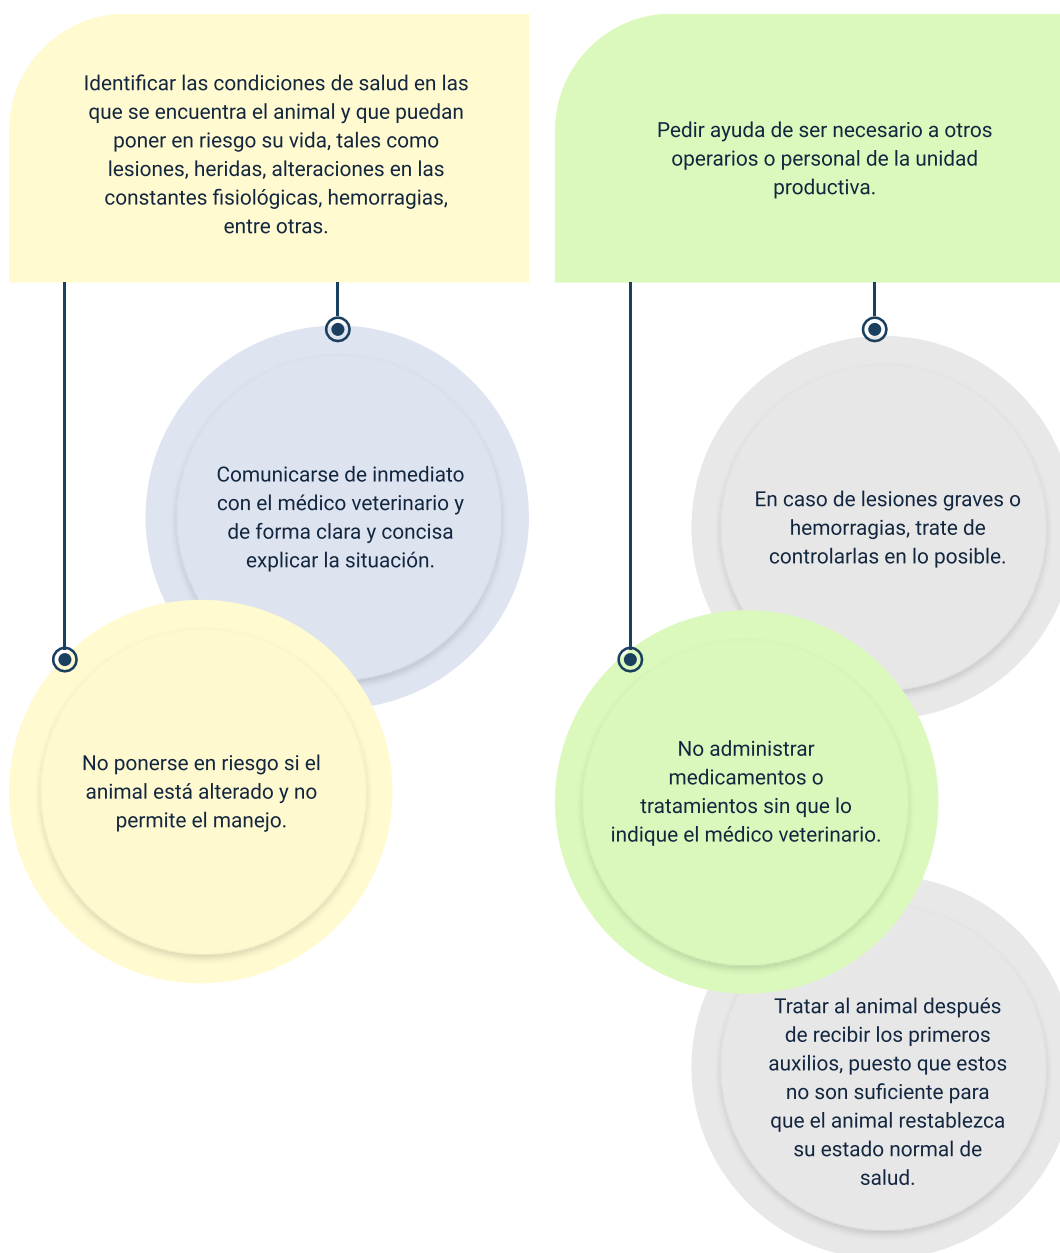 Identificar las condiciones de salud en las
que se encuentra el animal y que puedan
poner en riesgo su vida, tales como
lesiones, heridas, alteraciones en las
constantes fisiológicas, hemorragias,
entre otras.
Comunicarse de inmediato
con el médico veterinario y
de forma clara y concisa
explicar la situación.
No ponerse en riesgo si el
animal está alterado y no
permite el manejo.
Pedir ayuda de ser necesario a otros
operarios o personal de la unidad
productiva.
En caso de lesiones graves o
hemorragias, trate de
controlarlas en lo posible.
No administrar
medicamentos o
tratamientos sin que lo
indique el médico veterinario.
Tratar al animal después
de recibir los primeros
auxilios, puesto que estos
no son suficiente para
que el animal restablezca
su estado normal de
salud.